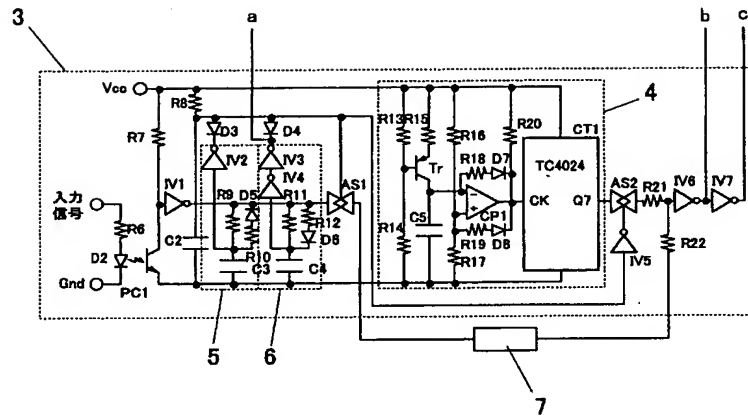 3
a
b
c
Vcc
R8
D3
D4
4
R13
R15
R16
R20
CT1
R7
IV2
IV3
R18
D7
TC4024
IV4
Tr
AS2
R21
IV6
IV7
IV1
R9
D5
R11
AS1
CK
Q7
入力
信号
R12
CP1
R6
C2
D6
R14
C5
R19
D8
R22
D2
R10
R17
IV5
C3
C4
Gnd
PC1
5
6
7